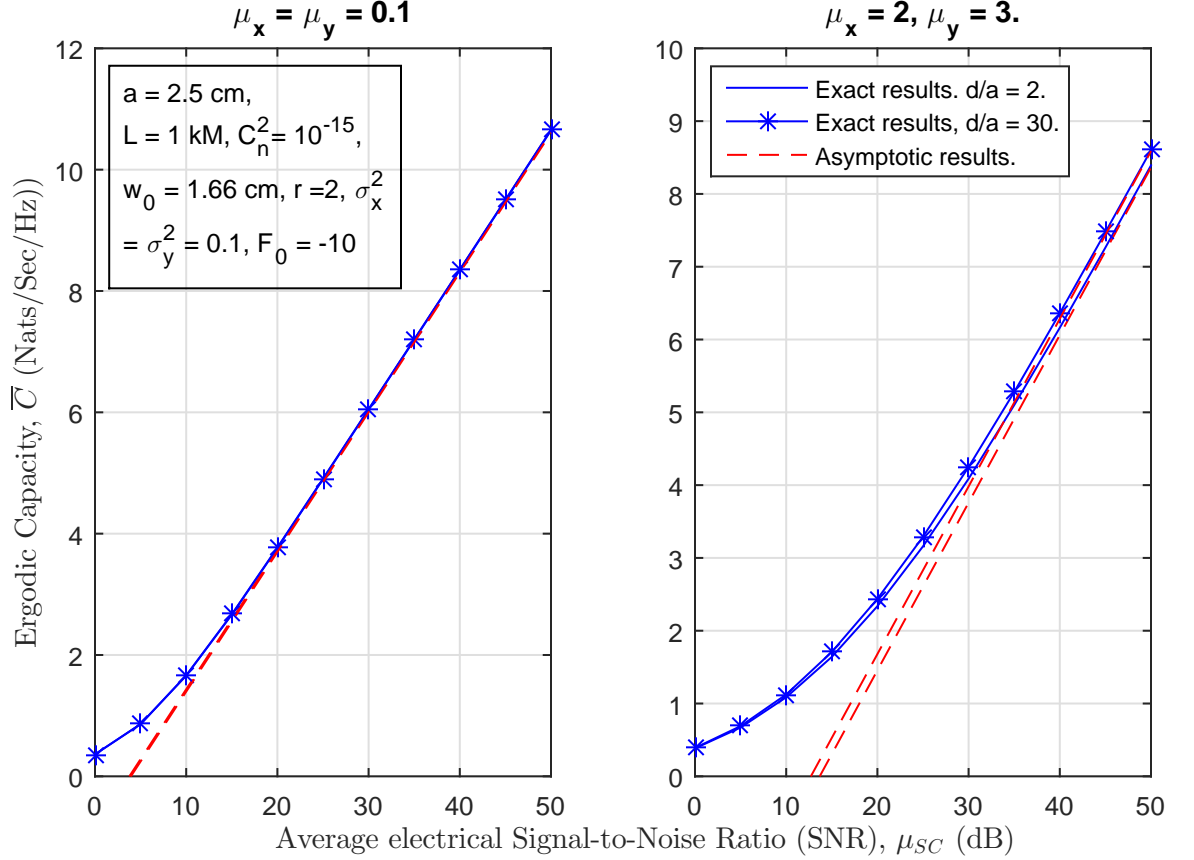 μx = μy = 0.1
12
10
8
6
4
2
0
0 10 20 30 40 50
a = 2.5 cm,
L = 1 kM, C²n= 10⁻¹⁵,
w0 = 1.66 cm, r =2, σ²x
= σ²y = 0.1, F0 = -10
Ergodic Capacity, C̅ (Nats/Sec/Hz))
μx = 2, μy = 3.
10
9
8
7
6
5
4
3
2
1
0
0 10 20 30 40 50
Exact results. d/a = 2.
Exact results, d/a = 30.
Asymptotic results.
Average electrical Signal-to-Noise Ratio (SNR), μSC (dB)